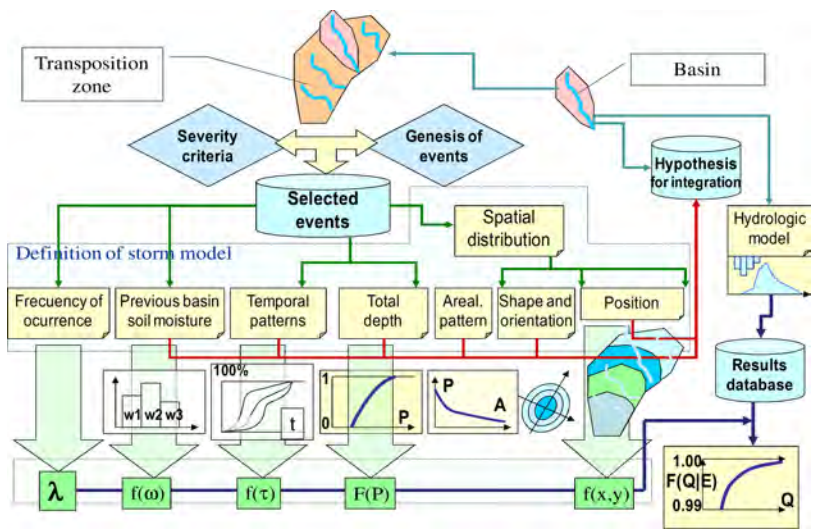 Transposition
zone
Basin
Severity
criteria
Genesis of
events
Hypothesis
for integration
Selected
events
Spatial
distribution
Hydrologic
model
Definition of storm model
Frecuency of
ocurrence
Previous basin
soil moisture
Temporal
patterns
Total
depth
Areal.
pattern
Shape and
orientation
Position
100%
w1 w2 w3
t
1
0
P
P
A
Results
database
λ
f(ω)
f(τ)
F(P)
f(x,y)
1.00
F(Q|E)
0.99
Q